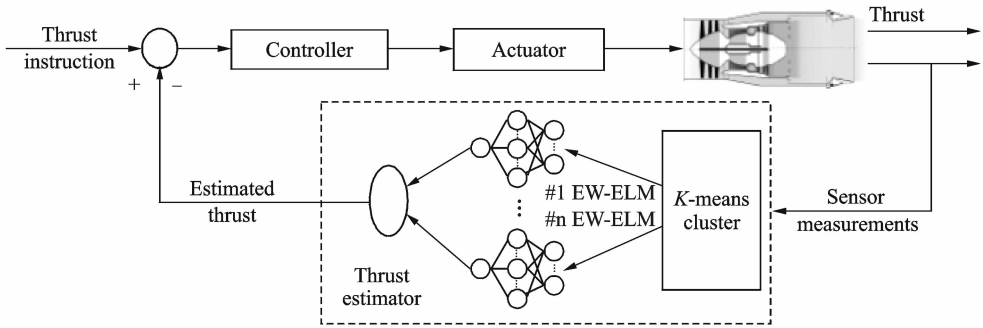 Thrust
instruction
+
−
Controller
Actuator
Thrust
Estimated
thrust
#1 EW-ELM
#n EW-ELM
K-means
cluster
Sensor
measurements
Thrust
estimator